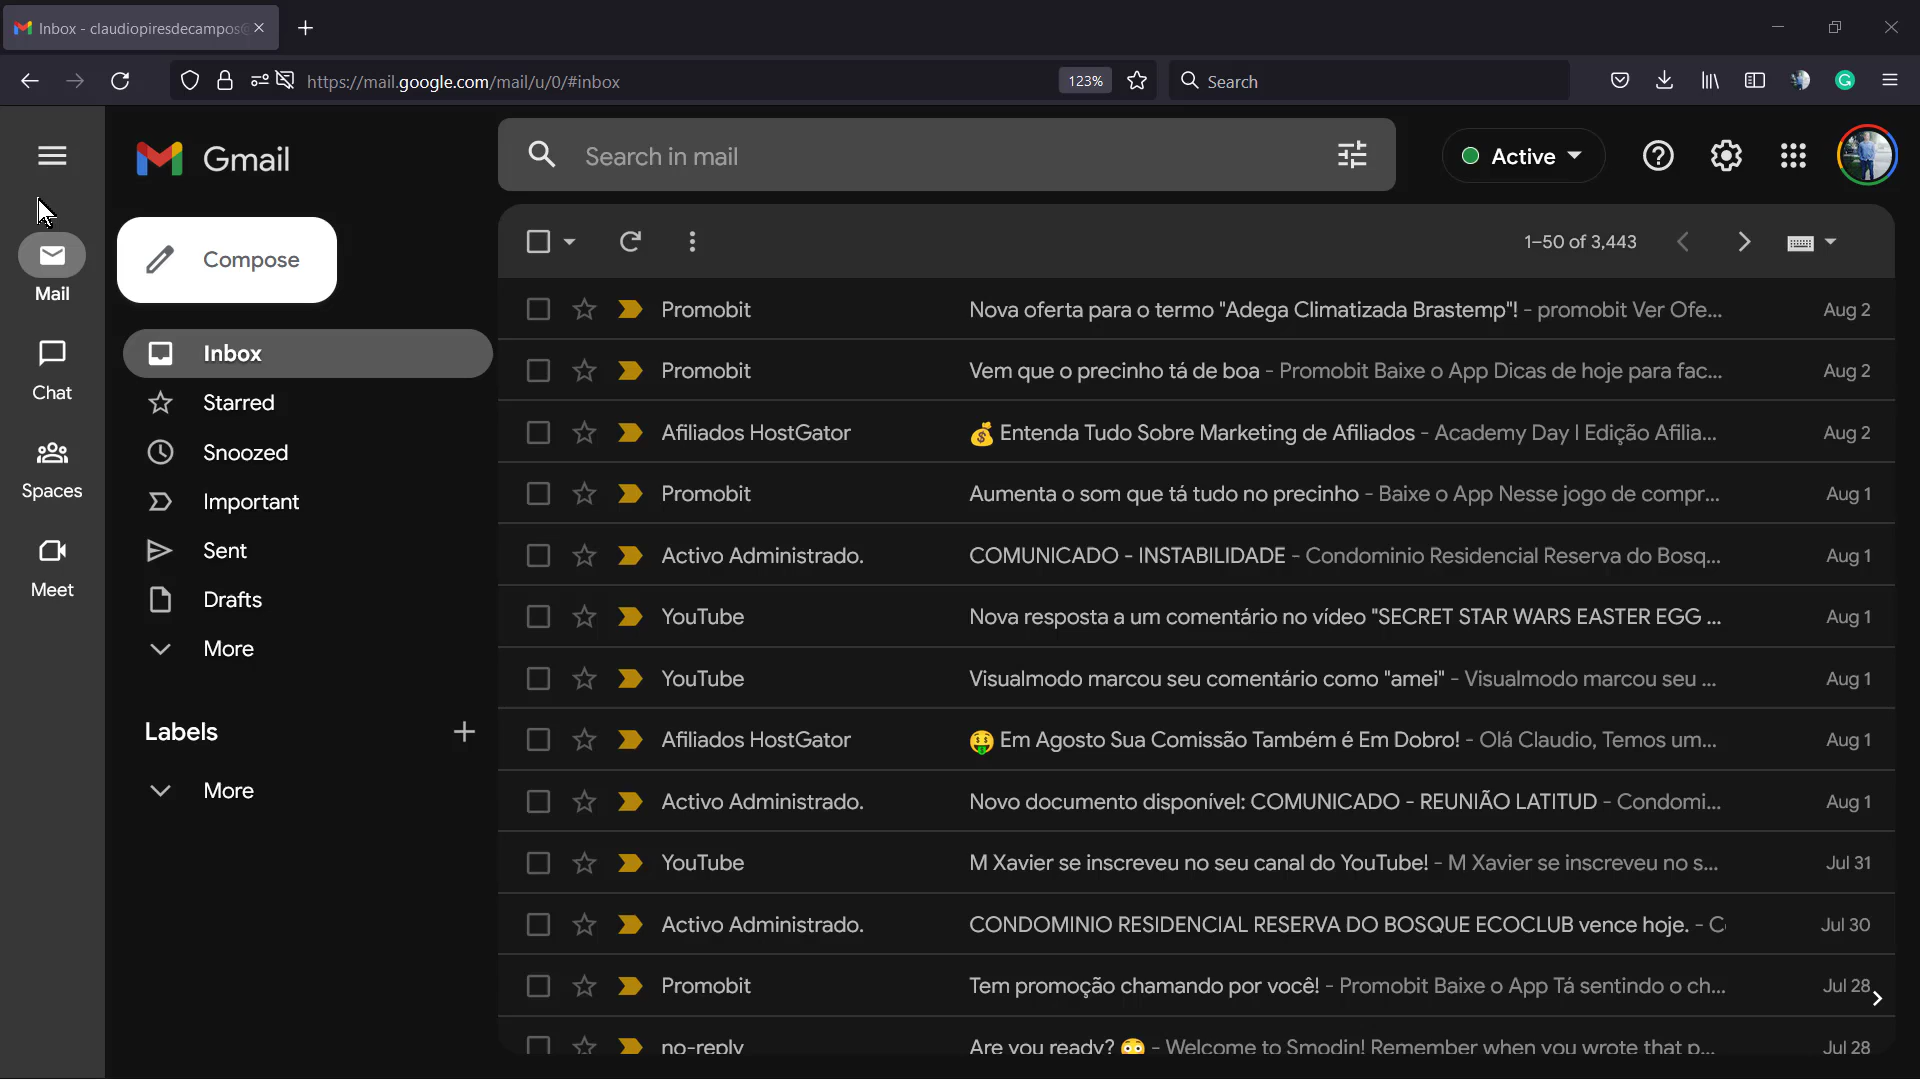 Inbox - claudiopiresdecampos@
https://mail.google.com/mail/u/0/#inbox
123%
Search
Gmail
Search in mail
Active
Compose
Mail
Chat
Spaces
Meet
Inbox
Starred
Snoozed
Important
Sent
Drafts
More
Labels
More
1–50 of 3,443
Promobit Nova oferta para o termo "Adega Climatizada Brastemp"! - promobit Ver Ofe... Aug 2
Promobit Vem que o precinho tá de boa - Promobit Baixe o App Dicas de hoje para fac... Aug 2
Afiliados HostGator 💰 Entenda Tudo Sobre Marketing de Afiliados - Academy Day | Edição Afilia... Aug 2
Promobit Aumenta o som que tá tudo no precinho - Baixe o App Nesse jogo de compr... Aug 1
Activo Administrado. COMUNICADO - INSTABILIDADE - Condominio Residencial Reserva do Bosq... Aug 1
YouTube Nova resposta a um comentário no vídeo "SECRET STAR WARS EASTER EGG ... Aug 1
YouTube Visualmodo marcou seu comentário como "amei" - Visualmodo marcou seu ... Aug 1
Afiliados HostGator 🤑 Em Agosto Sua Comissão Também é Em Dobro! - Olá Claudio, Temos um... Aug 1
Activo Administrado. Novo documento disponível: COMUNICADO - REUNIÃO LATITUD - Condomi... Aug 1
YouTube M Xavier se inscreveu no seu canal do YouTube! - M Xavier se inscreveu no s... Jul 31
Activo Administrado. CONDOMINIO RESIDENCIAL RESERVA DO BOSQUE ECOCLUB vence hoje. - C Jul 30
Promobit Tem promoção chamando por você! - Promobit Baixe o App Tá sentindo o ch... Jul 28
no-reply Are you ready? 😳 - Welcome to Smodin! Remember when you wrote that p... Jul 28